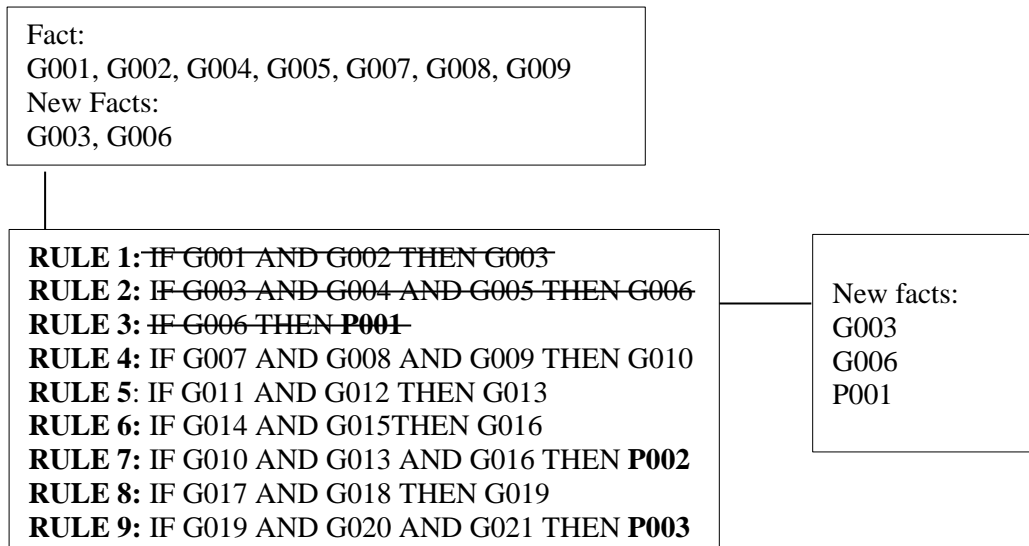 Fact:
G001, G002, G004, G005, G007, G008, G009
New Facts:
G003, G006
RULE 1: IF G001 AND G002 THEN G003
RULE 2: IF G003 AND G004 AND G005 THEN G006
RULE 3: IF G006 THEN P001
RULE 4: IF G007 AND G008 AND G009 THEN G010
RULE 5: IF G011 AND G012 THEN G013
RULE 6: IF G014 AND G015THEN G016
RULE 7: IF G010 AND G013 AND G016 THEN P002
RULE 8: IF G017 AND G018 THEN G019
RULE 9: IF G019 AND G020 AND G021 THEN P003
New facts:
G003
G006
P001